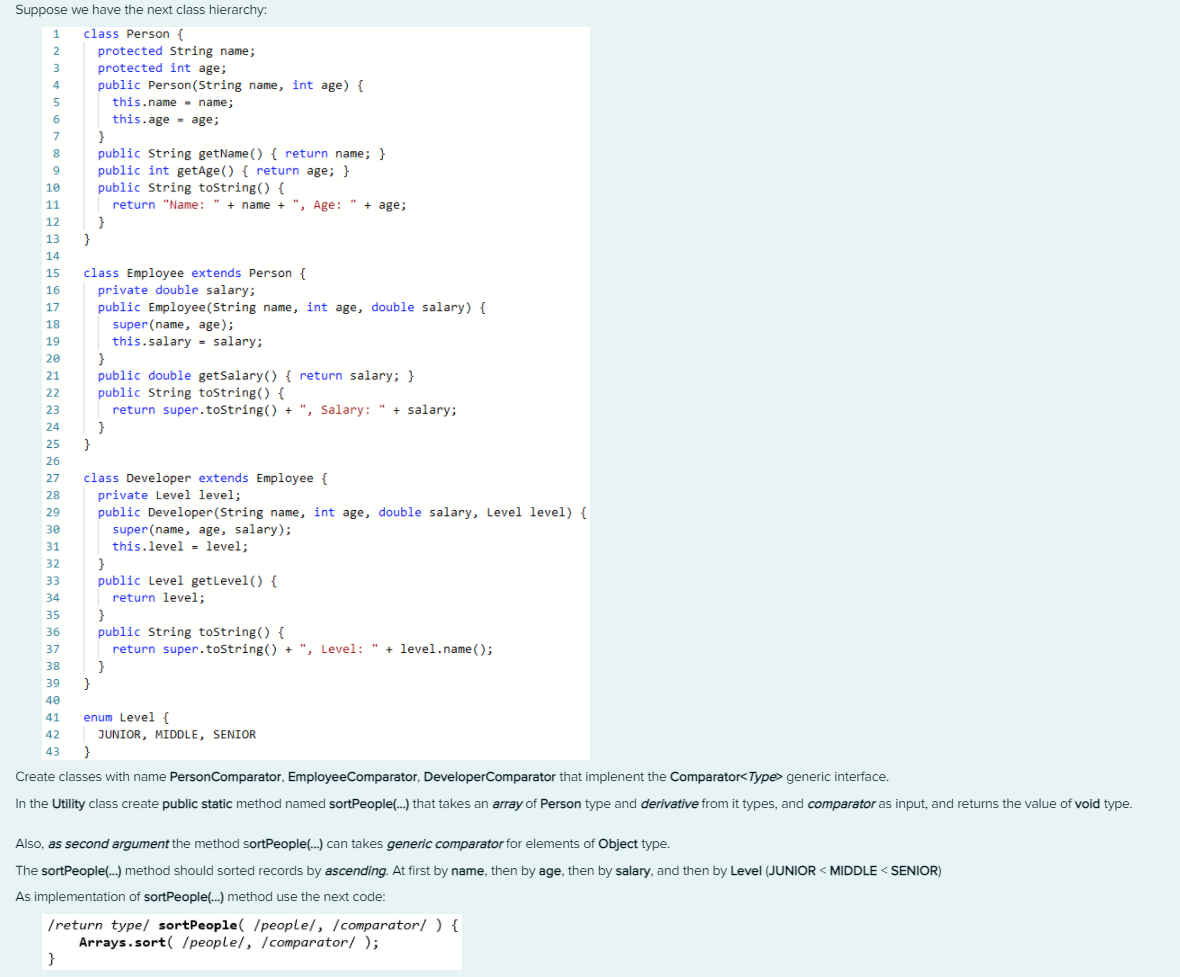 Suppose we have the next class hierarchy:
1 class Person {
2 protected String name;
3 protected int age;
4 public Person(String name, int age) {
5 this.name = name;
6 this.age = age;
7 }
8 public String getName() { return name; }
9 public int getAge() { return age; }
10 public String toString() {
11 return "Name: " + name + ", Age: " + age;
12 }
13 }
14
15 class Employee extends Person {
16 private double salary;
17 public Employee(String name, int age, double salary) {
18 super(name, age);
19 this.salary = salary;
20 }
21 public double getSalary() { return salary; }
22 public String toString() {
23 return super.toString() + ", Salary: " + salary;
24 }
25 }
26
27 class Developer extends Employee {
28 private Level level;
29 public Developer(String name, int age, double salary, Level level) {
30 super(name, age, salary);
31 this.level = level;
32 }
33 public Level getLevel() {
34 return level;
35 }
36 public String toString() {
37 return super.toString() + ", Level: " + level.name();
38 }
39 }
40
41 enum Level {
42 JUNIOR, MIDDLE, SENIOR
43 }
Create classes with name PersonComparator, EmployeeComparator, DeveloperComparator that implenent the Comparator<Type> generic interface.
In the Utility class create public static method named sortPeople(...) that takes an array of Person type and derivative from it types, and comparator as input, and returns the value of void type.
Also, as second argument the method sortPeople(...) can takes generic comparator for elements of Object type.
The sortPeople(...) method should sorted records by ascending. At first by name, then by age, then by salary, and then by Level (JUNIOR < MIDDLE < SENIOR)
As implementation of sortPeople(...) method use the next code:
/return type/ sortPeople( /people/, /comparator/ ) {
Arrays.sort( /people/, /comparator/ );
}